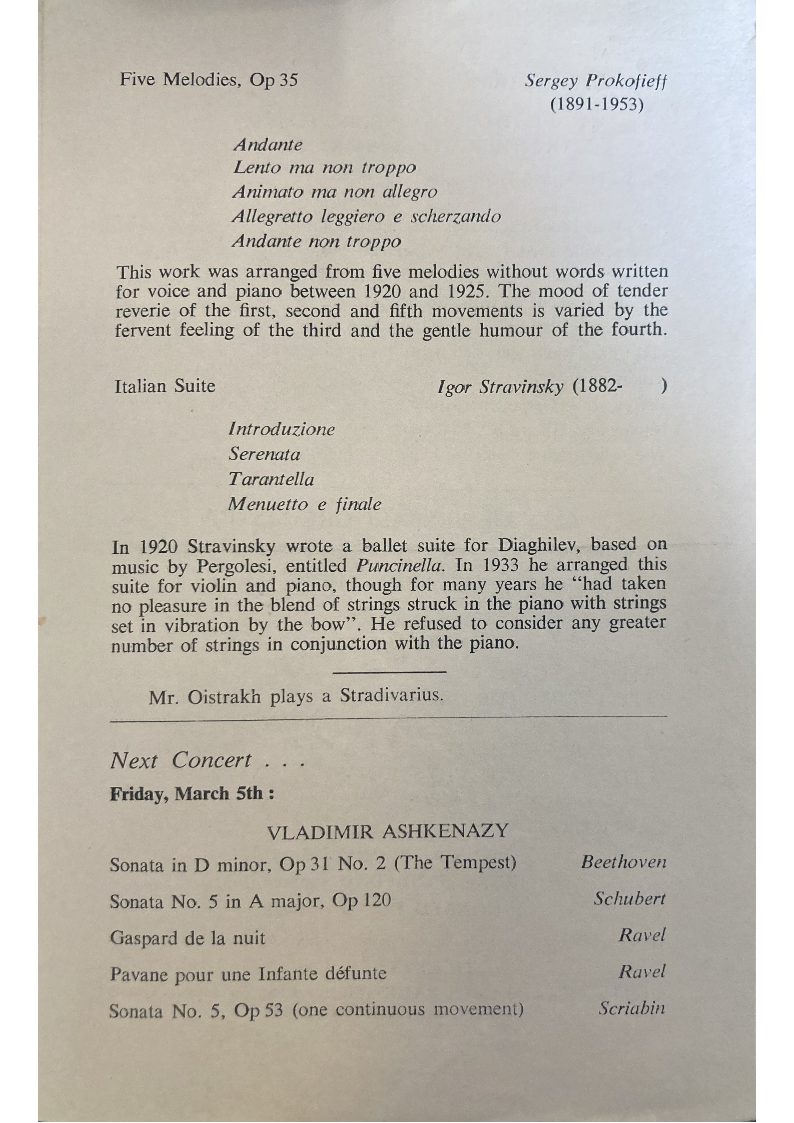 Five Melodies, Op 35 Sergey Prokofieff
(1891-1953)
Andante
Lento ma non troppo
Animato ma non allegro
Allegretto leggiero e scherzando
Andante non troppo
This work was arranged from five melodies without words written
for voice and piano between 1920 and 1925. The mood of tender
reverie of the first, second and fifth movements is varied by the
fervent feeling of the third and the gentle humour of the fourth.
Italian Suite Igor Stravinsky (1882- )
Introduzione
Serenata
Tarantella
Menuetto e finale
In 1920 Stravinsky wrote a ballet suite for Diaghilev, based on
music by Pergolesi, entitled Puncinella. In 1933 he arranged this
suite for violin and piano, though for many years he “had taken
no pleasure in the blend of strings struck in the piano with strings
set in vibration by the bow”. He refused to consider any greater
number of strings in conjunction with the piano.
Mr. Oistrakh plays a Stradivarius.
Next Concert . . .
Friday, March 5th :
VLADIMIR ASHKENAZY
Sonata in D minor, Op 31 No. 2 (The Tempest) Beethoven
Sonata No. 5 in A major, Op 120 Schubert
Gaspard de la nuit Ravel
Pavane pour une Infante défunte Ravel
Sonata No. 5, Op 53 (one continuous movement) Scriabin